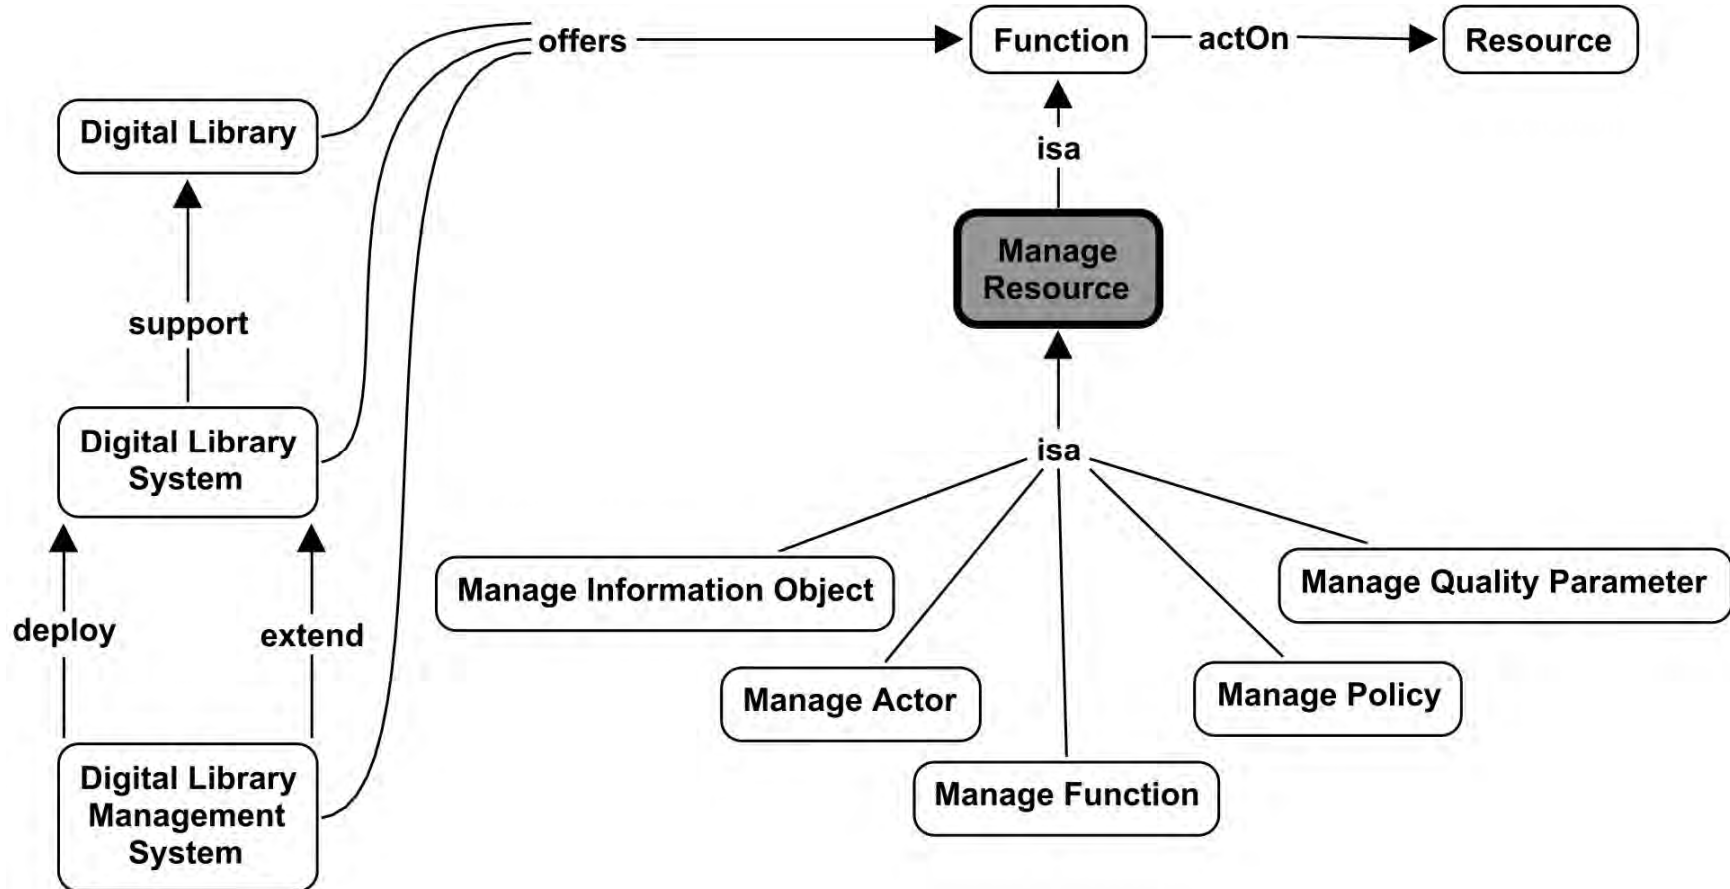 offers
Function
actOn
Resource
Digital Library
isa
Manage
Resource
support
Digital Library
System
isa
Manage Information Object
Manage Quality Parameter
deploy
extend
Manage Actor
Manage Policy
Manage Function
Digital Library
Management
System